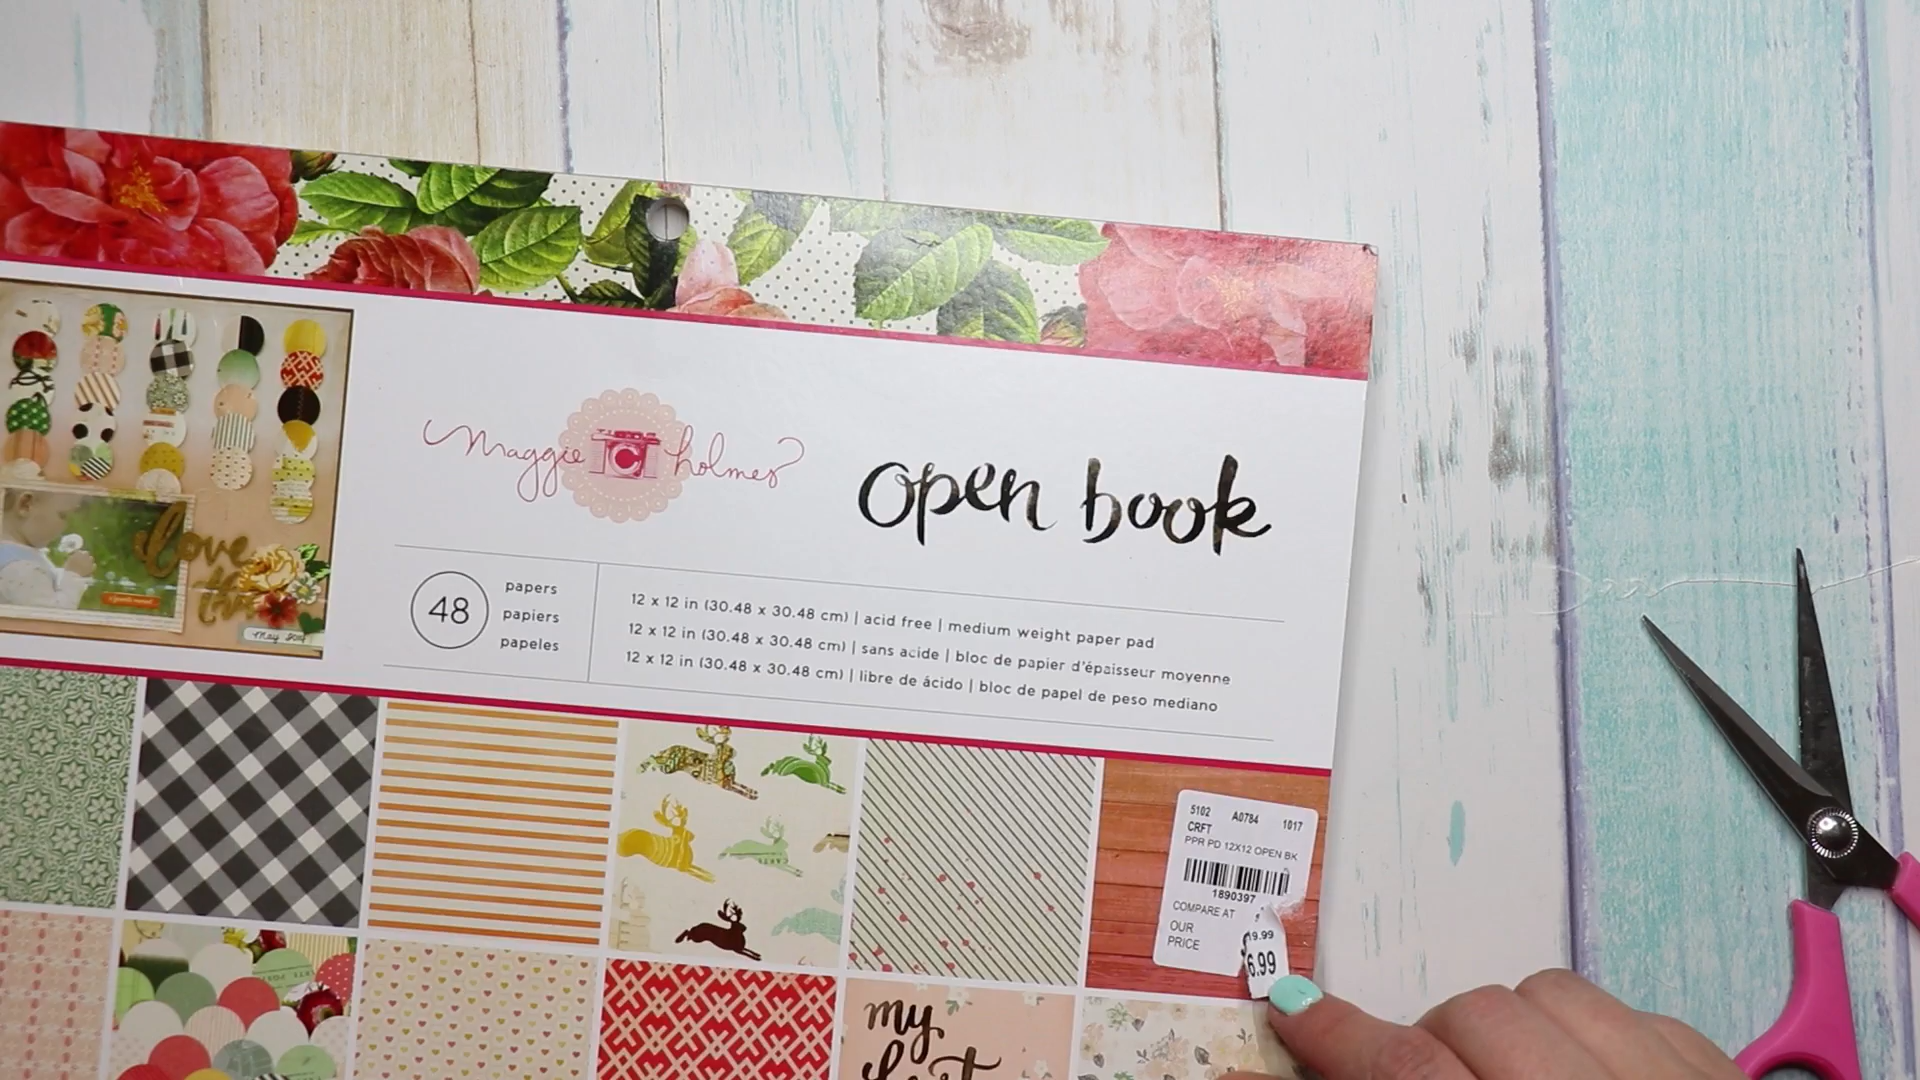 maggie holmes
open book
48
papers
papiers
papeles
12 x 12 in (30.48 x 30.48 cm) | acid free | medium weight paper pad
12 x 12 in (30.48 x 30.48 cm) | sans acide | bloc de papier d'épaisseur moyenne
12 x 12 in (30.48 x 30.48 cm) | libre de ácido | bloc de papel de peso mediano
love
May
5102 A0784 1017
CRFT
PPR PD 12X12 OPEN BK
1890397
COMPARE AT
19.99
OUR
PRICE
6.99
my